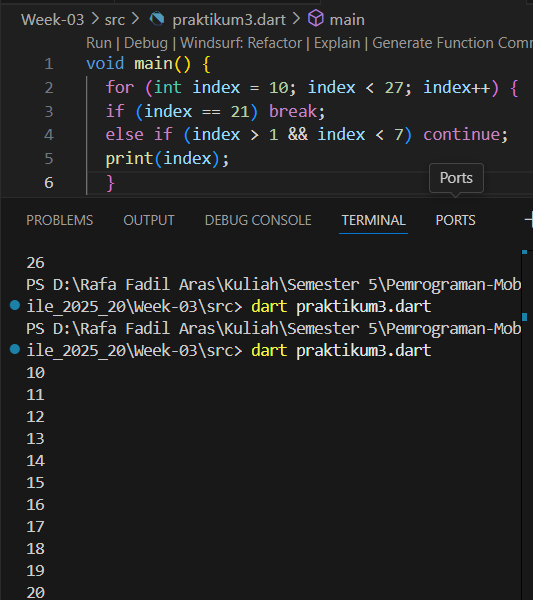 Week-03 > src > praktikum3.dart > main
Run | Debug | Windsurf: Refactor | Explain | Generate Function Comm
1 void main() {
2 for (int index = 10; index < 27; index++) {
3 if (index == 21) break;
4 else if (index > 1 && index < 7) continue;
5 print(index);
6 }
Ports
PROBLEMS OUTPUT DEBUG CONSOLE TERMINAL PORTS
26
PS D:\Rafa Fadil Aras\Kuliah\Semester 5\Pemrograman-Mob
ile_2025_20\Week-03\src> dart praktikum3.dart
PS D:\Rafa Fadil Aras\Kuliah\Semester 5\Pemrograman-Mob
ile_2025_20\Week-03\src> dart praktikum3.dart
10
11
12
13
14
15
16
17
18
19
20